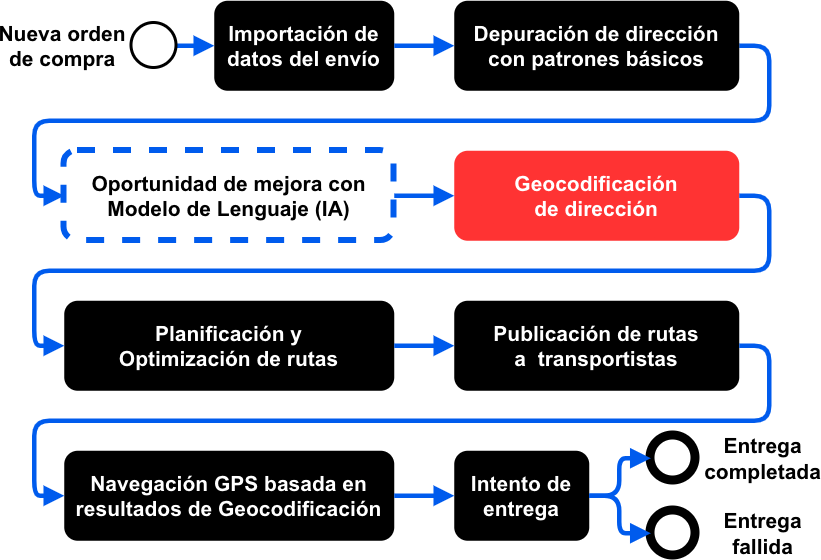 Nueva orden
de compra
Importación de
datos del envío
Depuración de dirección
con patrones básicos
Oportunidad de mejora con
Modelo de Lenguaje (IA)
Geocodificación
de dirección
Planificación y
Optimización de rutas
Publicación de rutas
a transportistas
Navegación GPS basada en
resultados de Geocodificación
Intento de
entrega
Entrega
completada
Entrega
fallida